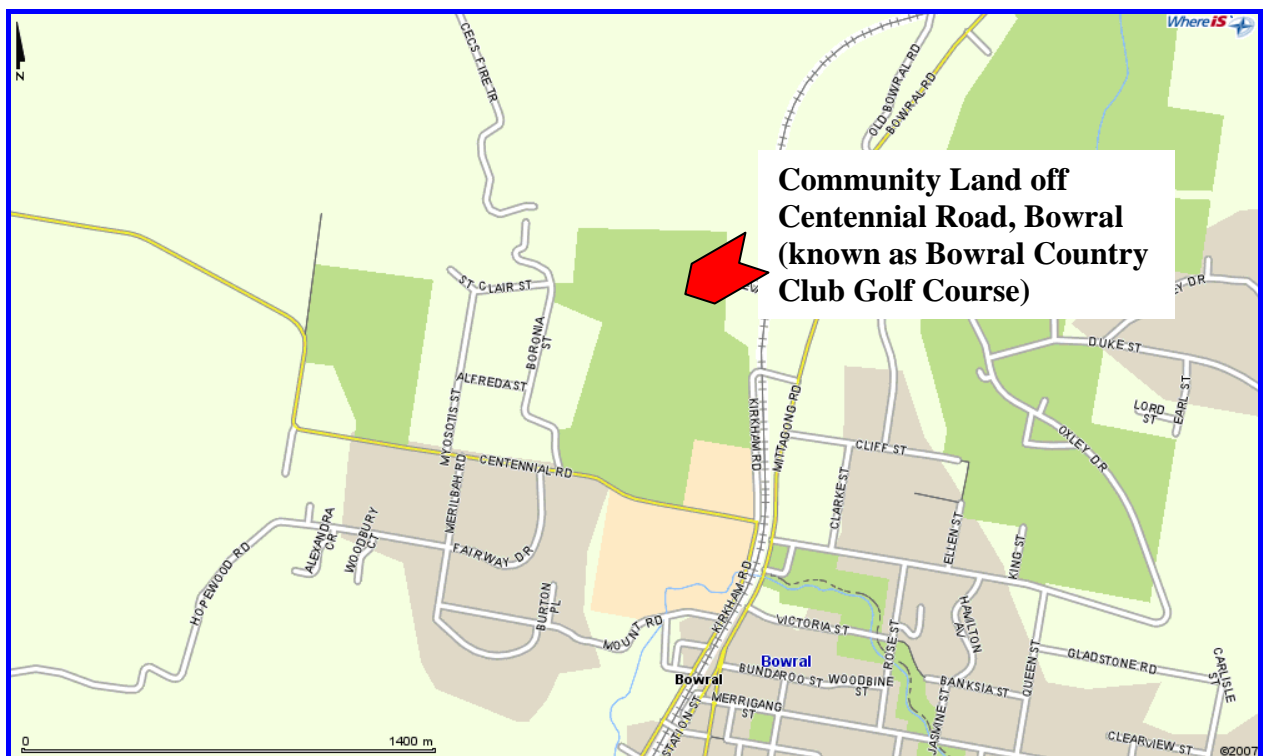 Where iS
N
CECS FIRE TR
OLD BOWRAL RD
BOWRAL RD
Community Land off
Centennial Road, Bowral
(known as Bowral Country
Club Golf Course)
ST CLAIR ST
BORONIA
ST
ALFREDA ST
MYOSOTIS ST
DUKE ST
EARL ST
LORD
ST
OXLEY DR
KIRKHAM RD
MITTAGONG RD
CLIFF ST
CLARKE ST
ELLEN ST
KING ST
CENTENNIAL RD
MERILBAH RD
FAIRWAY DR
ALEXANDRA
CR
WOODBURY
CT
HOPEWOOD RD
BURTON
PL
MOUNT RD
KIRKHAM RD
VICTORIA ST
ROSE ST
HAMILTON
AV
QUEEN ST
GLADSTONE RD
CARLISLE
ST
Bowral
Bowral
BUNDAROO ST
WOODBINE
ST
BANKSIA ST
JASMINE ST
MERRIGANG
ST
STATION ST
CLEARVIEW ST
0
1400 m
©2007